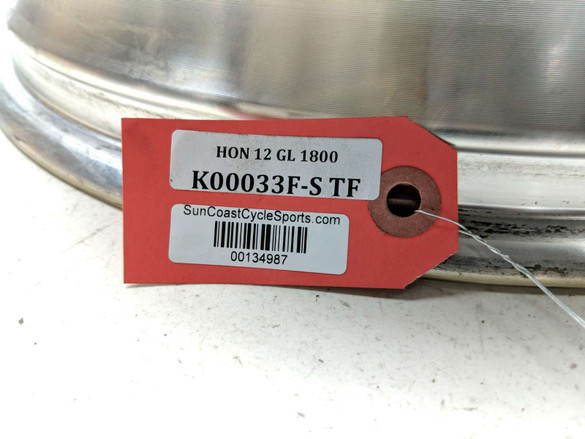 HON 12 GL 1800
K00033F-S TF
SunCoastCycleSports.com
00134987